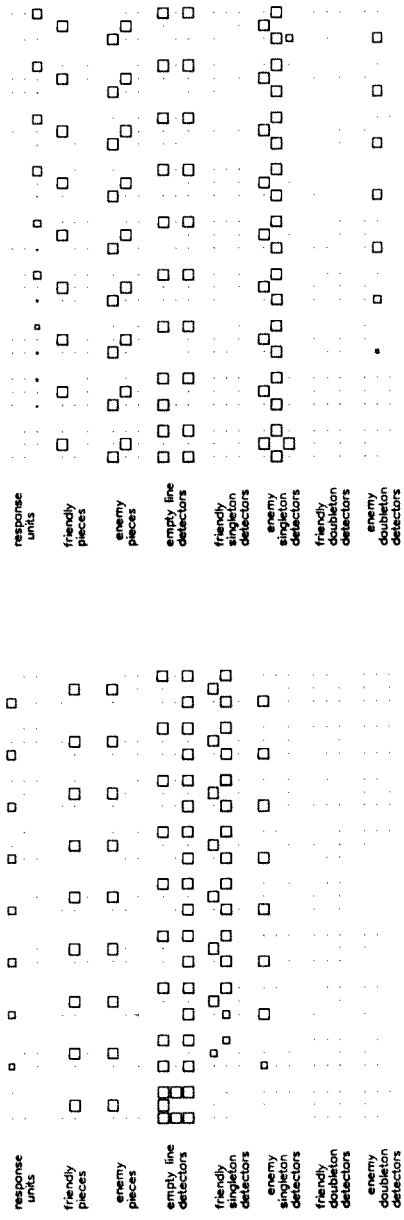 response
units
friendly
pieces
enemy
pieces
empty line
detectors
friendly
singleton
detectors
enemy
singleton
detectors
friendly
doubleton
detectors
enemy
doubleton
detectors
response
units
friendly
pieces
enemy
pieces
empty line
detectors
friendly
singleton
detectors
enemy
singleton
detectors
friendly
doubleton
detectors
enemy
doubleton
detectors